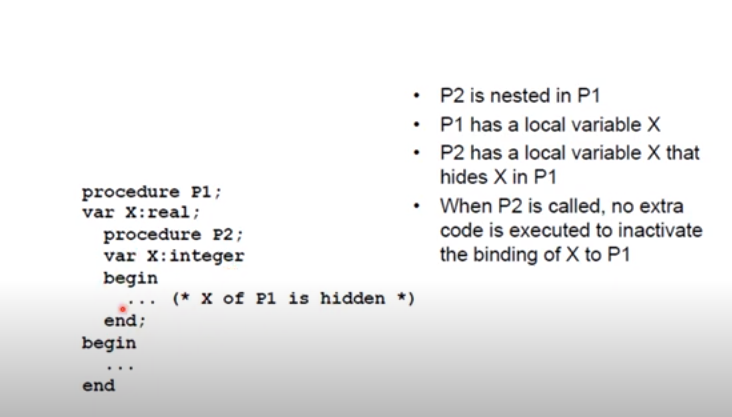 • P2 is nested in P1
• P1 has a local variable X
• P2 has a local variable X that
hides X in P1
• When P2 is called, no extra
code is executed to inactivate
the binding of X to P1
procedure P1;
var X:real;
procedure P2;
var X:integer
begin
... (* X of P1 is hidden *)
end;
begin
...
end